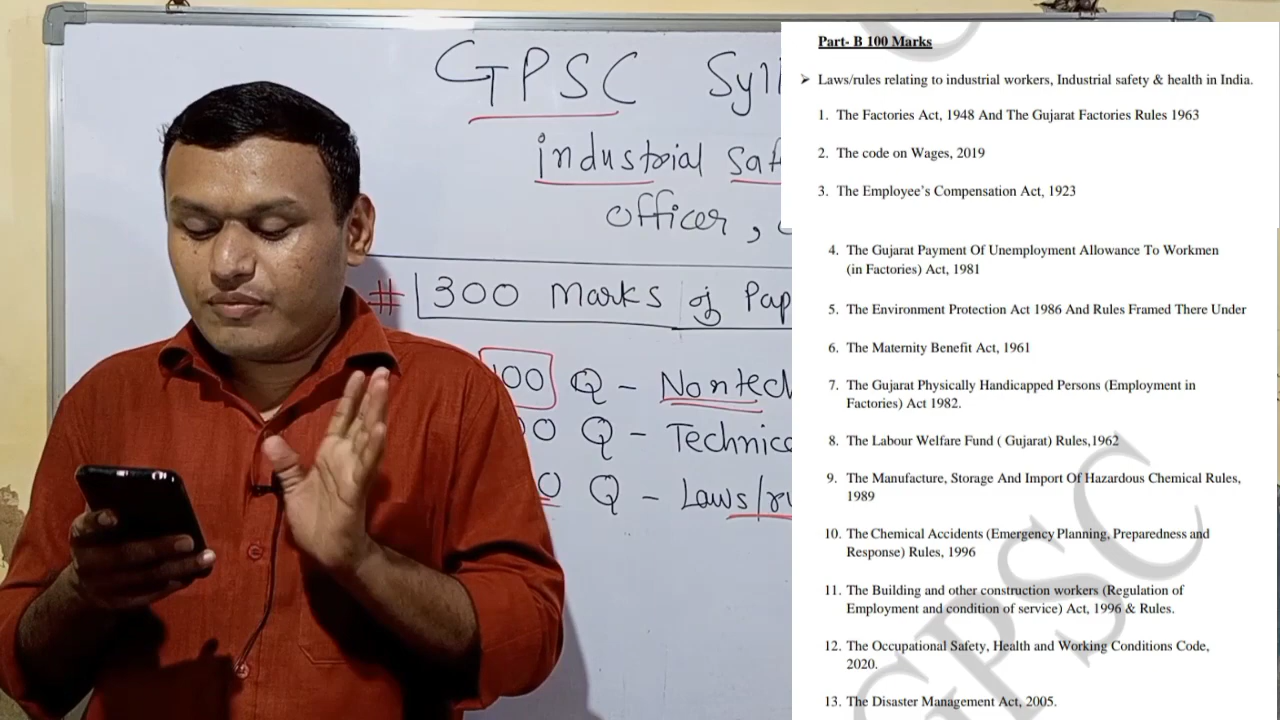 GPSC Syll
industrial Saf
officer,
# 300 Marks of Pap
Part- B 100 Marks
➢ Laws/rules relating to industrial workers, Industrial safety & health in India.
1. The Factories Act, 1948 And The Gujarat Factories Rules 1963
2. The code on Wages, 2019
3. The Employee's Compensation Act, 1923
4. The Gujarat Payment Of Unemployment Allowance To Workmen
(in Factories) Act, 1981
5. The Environment Protection Act 1986 And Rules Framed There Under
6. The Maternity Benefit Act, 1961
7. The Gujarat Physically Handicapped Persons (Employment in
Factories) Act 1982.
8. The Labour Welfare Fund ( Gujarat) Rules,1962
9. The Manufacture, Storage And Import Of Hazardous Chemical Rules,
1989
10. The Chemical Accidents (Emergency Planning, Preparedness and
Response) Rules, 1996
11. The Building and other construction workers (Regulation of
Employment and condition of service) Act, 1996 & Rules.
12. The Occupational Safety, Health and Working Conditions Code,
2020.
13. The Disaster Management Act, 2005.
100 Q - Nontech
00 Q - Technica
0 Q - Laws/ru
GPSC